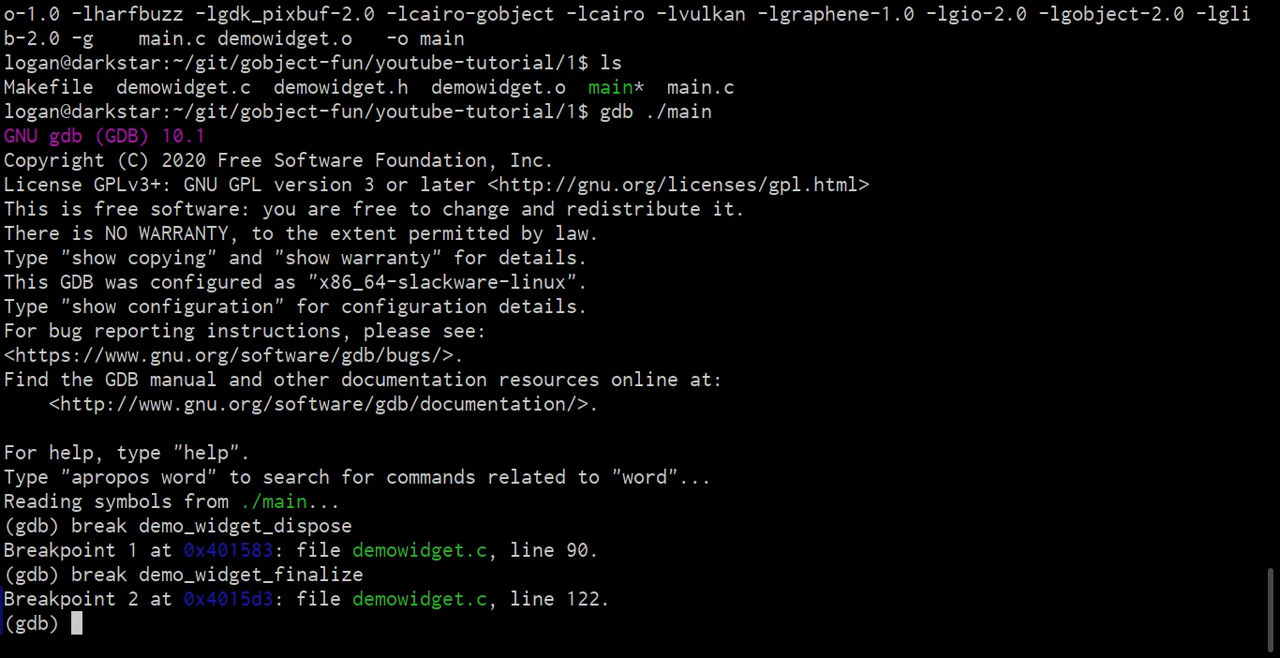 o-1.0 -lharfbuzz -lgdk_pixbuf-2.0 -lcairo-gobject -lcairo -lvulkan -lgraphene-1.0 -lgio-2.0 -lgobject-2.0 -lgli
b-2.0 -g    main.c demowidget.o   -o main
logan@darkstar:~/git/gobject-fun/youtube-tutorial/1$ ls
Makefile  demowidget.c  demowidget.h  demowidget.o  main*  main.c
logan@darkstar:~/git/gobject-fun/youtube-tutorial/1$ gdb ./main
GNU gdb (GDB) 10.1
Copyright (C) 2020 Free Software Foundation, Inc.
License GPLv3+: GNU GPL version 3 or later <http://gnu.org/licenses/gpl.html>
This is free software: you are free to change and redistribute it.
There is NO WARRANTY, to the extent permitted by law.
Type "show copying" and "show warranty" for details.
This GDB was configured as "x86_64-slackware-linux".
Type "show configuration" for configuration details.
For bug reporting instructions, please see:
<https://www.gnu.org/software/gdb/bugs/>.
Find the GDB manual and other documentation resources online at:
    <http://www.gnu.org/software/gdb/documentation/>.
For help, type "help".
Type "apropos word" to search for commands related to "word"...
Reading symbols from ./main...
(gdb) break demo_widget_dispose
Breakpoint 1 at 0x401583: file demowidget.c, line 90.
(gdb) break demo_widget_finalize
Breakpoint 2 at 0x4015d3: file demowidget.c, line 122.
(gdb)